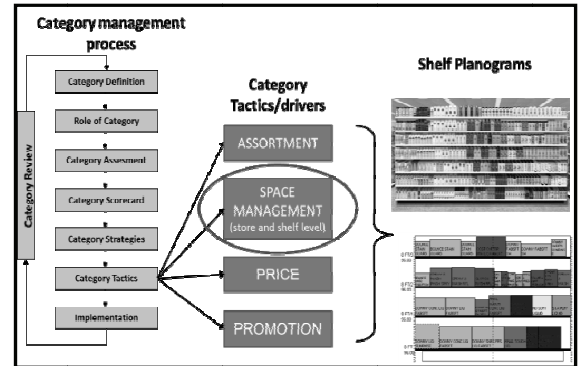 Category management
process
Category Definition
Role of Category
Category Assesment
Category Scorecard
Category Strategies
Category Tactics
Implementation
Category Review
Category
Tactics/drivers
ASSORTMENT
SPACE
MANAGEMENT
(store and shelf level)
PRICE
PROMOTION
Shelf Planograms